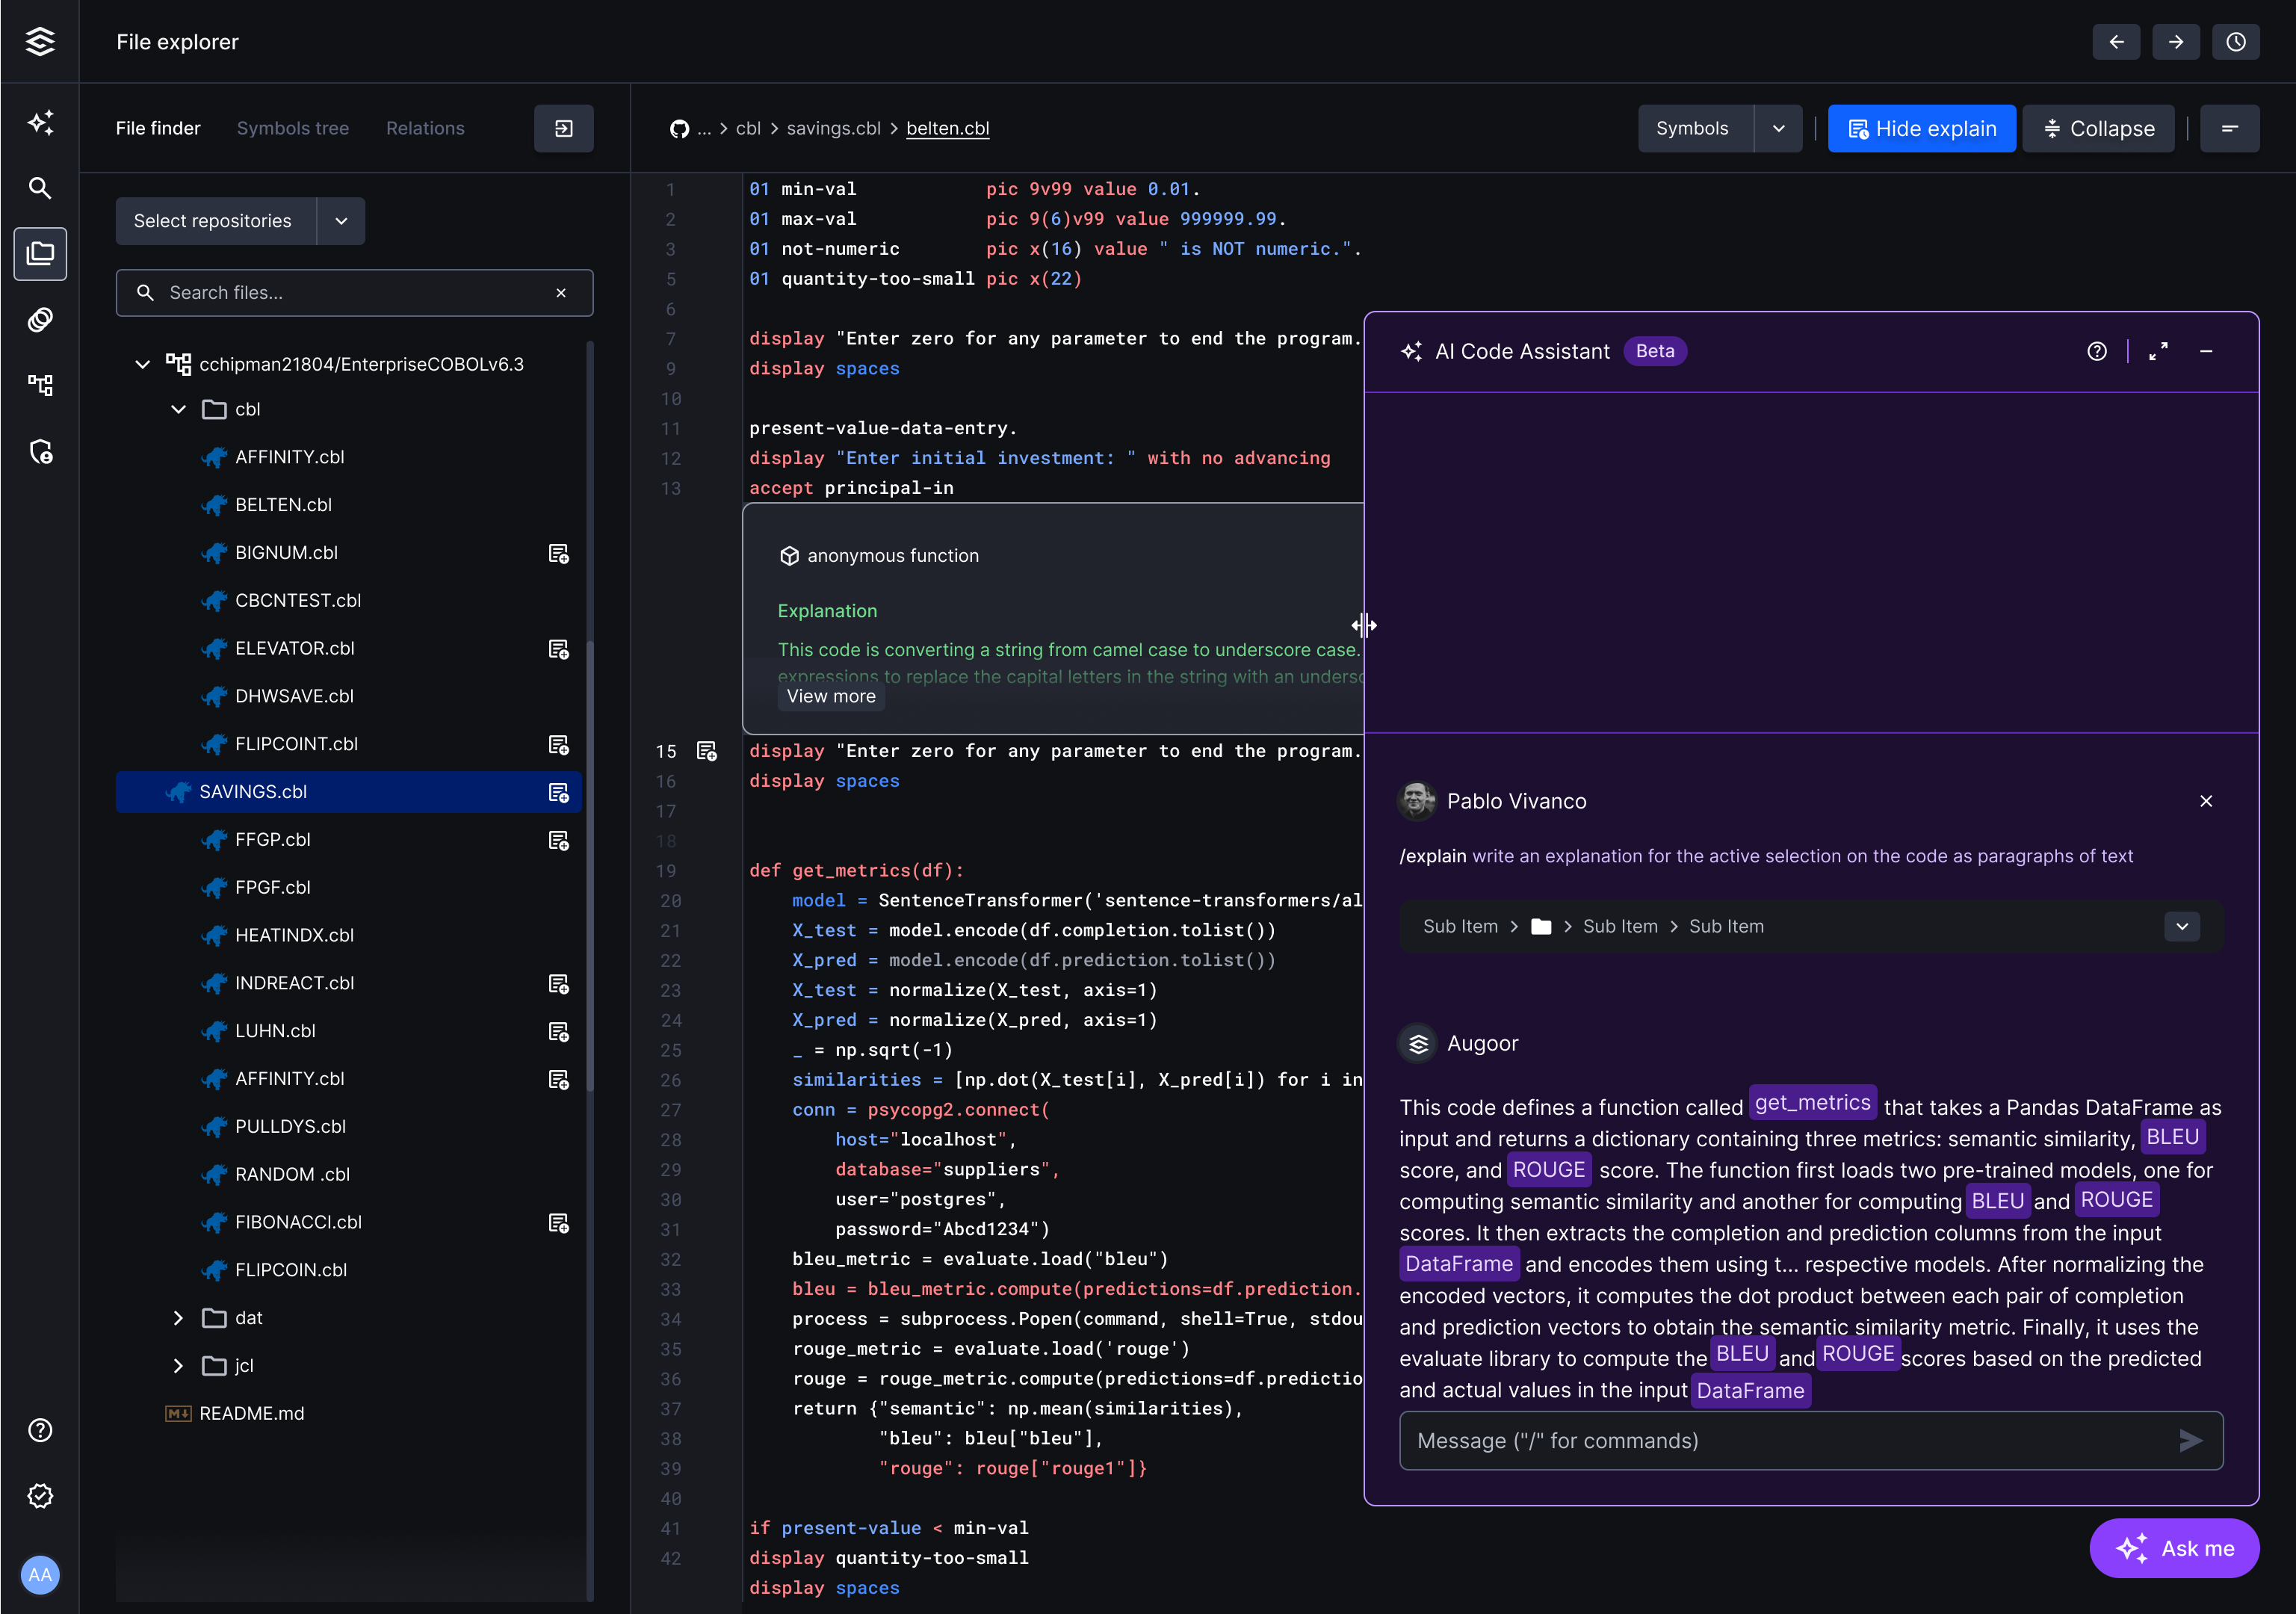 File explorer
File finder
Symbols tree
Relations
Select repositories
Search files...
cchipman21804/EnterpriseCOBOLv6.3
cbl
AFFINITY.cbl
BELTEN.cbl
BIGNUM.cbl
CBCNTEST.cbl
ELEVATOR.cbl
DHWSAVE.cbl
FLIPCOINT.cbl
SAVINGS.cbl
FFGP.cbl
FPGF.cbl
HEATINDX.cbl
INDREACT.cbl
LUHN.cbl
AFFINITY.cbl
PULLDYS.cbl
RANDOM .cbl
FIBONACCI.cbl
FLIPCOIN.cbl
dat
jcl
M↓ README.md
AA
... > cbl > savings.cbl > belten.cbl
Symbols
Hide explain
Collapse
1 01 min-val pic 9v99 value 0.01.
2 01 max-val pic 9(6)v99 value 999999.99.
3 01 not-numeric pic x(16) value " is NOT numeric.".
5 01 quantity-too-small pic x(22)
6
7 display "Enter zero for any parameter to end the program.
9 display spaces
10
11 present-value-data-entry.
12 display "Enter initial investment: " with no advancing
13 accept principal-in
anonymous function
Explanation
This code is converting a string from camel case to underscore case.
expressions to replace the capital letters in the string with an undersc
View more
15 display "Enter zero for any parameter to end the program.
16 display spaces
17
18
19 def get_metrics(df):
20 model = SentenceTransformer('sentence-transformers/al
21 X_test = model.encode(df.completion.tolist())
22 X_pred = model.encode(df.prediction.tolist())
23 X_test = normalize(X_test, axis=1)
24 X_pred = normalize(X_pred, axis=1)
25 _ = np.sqrt(-1)
26 similarities = [np.dot(X_test[i], X_pred[i]) for i in
27 conn = psycopg2.connect(
28 host="localhost",
29 database="suppliers",
30 user="postgres",
31 password="Abcd1234")
32 bleu_metric = evaluate.load("bleu")
33 bleu = bleu_metric.compute(predictions=df.prediction.
34 process = subprocess.Popen(command, shell=True, stdou
35 rouge_metric = evaluate.load('rouge')
36 rouge = rouge_metric.compute(predictions=df.predictio
37 return {"semantic": np.mean(similarities),
38 "bleu": bleu["bleu"],
39 "rouge": rouge["rouge1"]}
40
41 if present-value < min-val
42 display quantity-too-small
display spaces
AI Code Assistant Beta
Pablo Vivanco
/explain write an explanation for the active selection on the code as paragraphs of text
Sub Item > > Sub Item > Sub Item
Augoor
This code defines a function called get_metrics that takes a Pandas DataFrame as
input and returns a dictionary containing three metrics: semantic similarity, BLEU
score, and ROUGE score. The function first loads two pre-trained models, one for
computing semantic similarity and another for computing BLEU and ROUGE
scores. It then extracts the completion and prediction columns from the input
DataFrame and encodes them using t... respective models. After normalizing the
encoded vectors, it computes the dot product between each pair of completion
and prediction vectors to obtain the semantic similarity metric. Finally, it uses the
evaluate library to compute the BLEU and ROUGE scores based on the predicted
and actual values in the input DataFrame
Message ("/" for commands)
Ask me